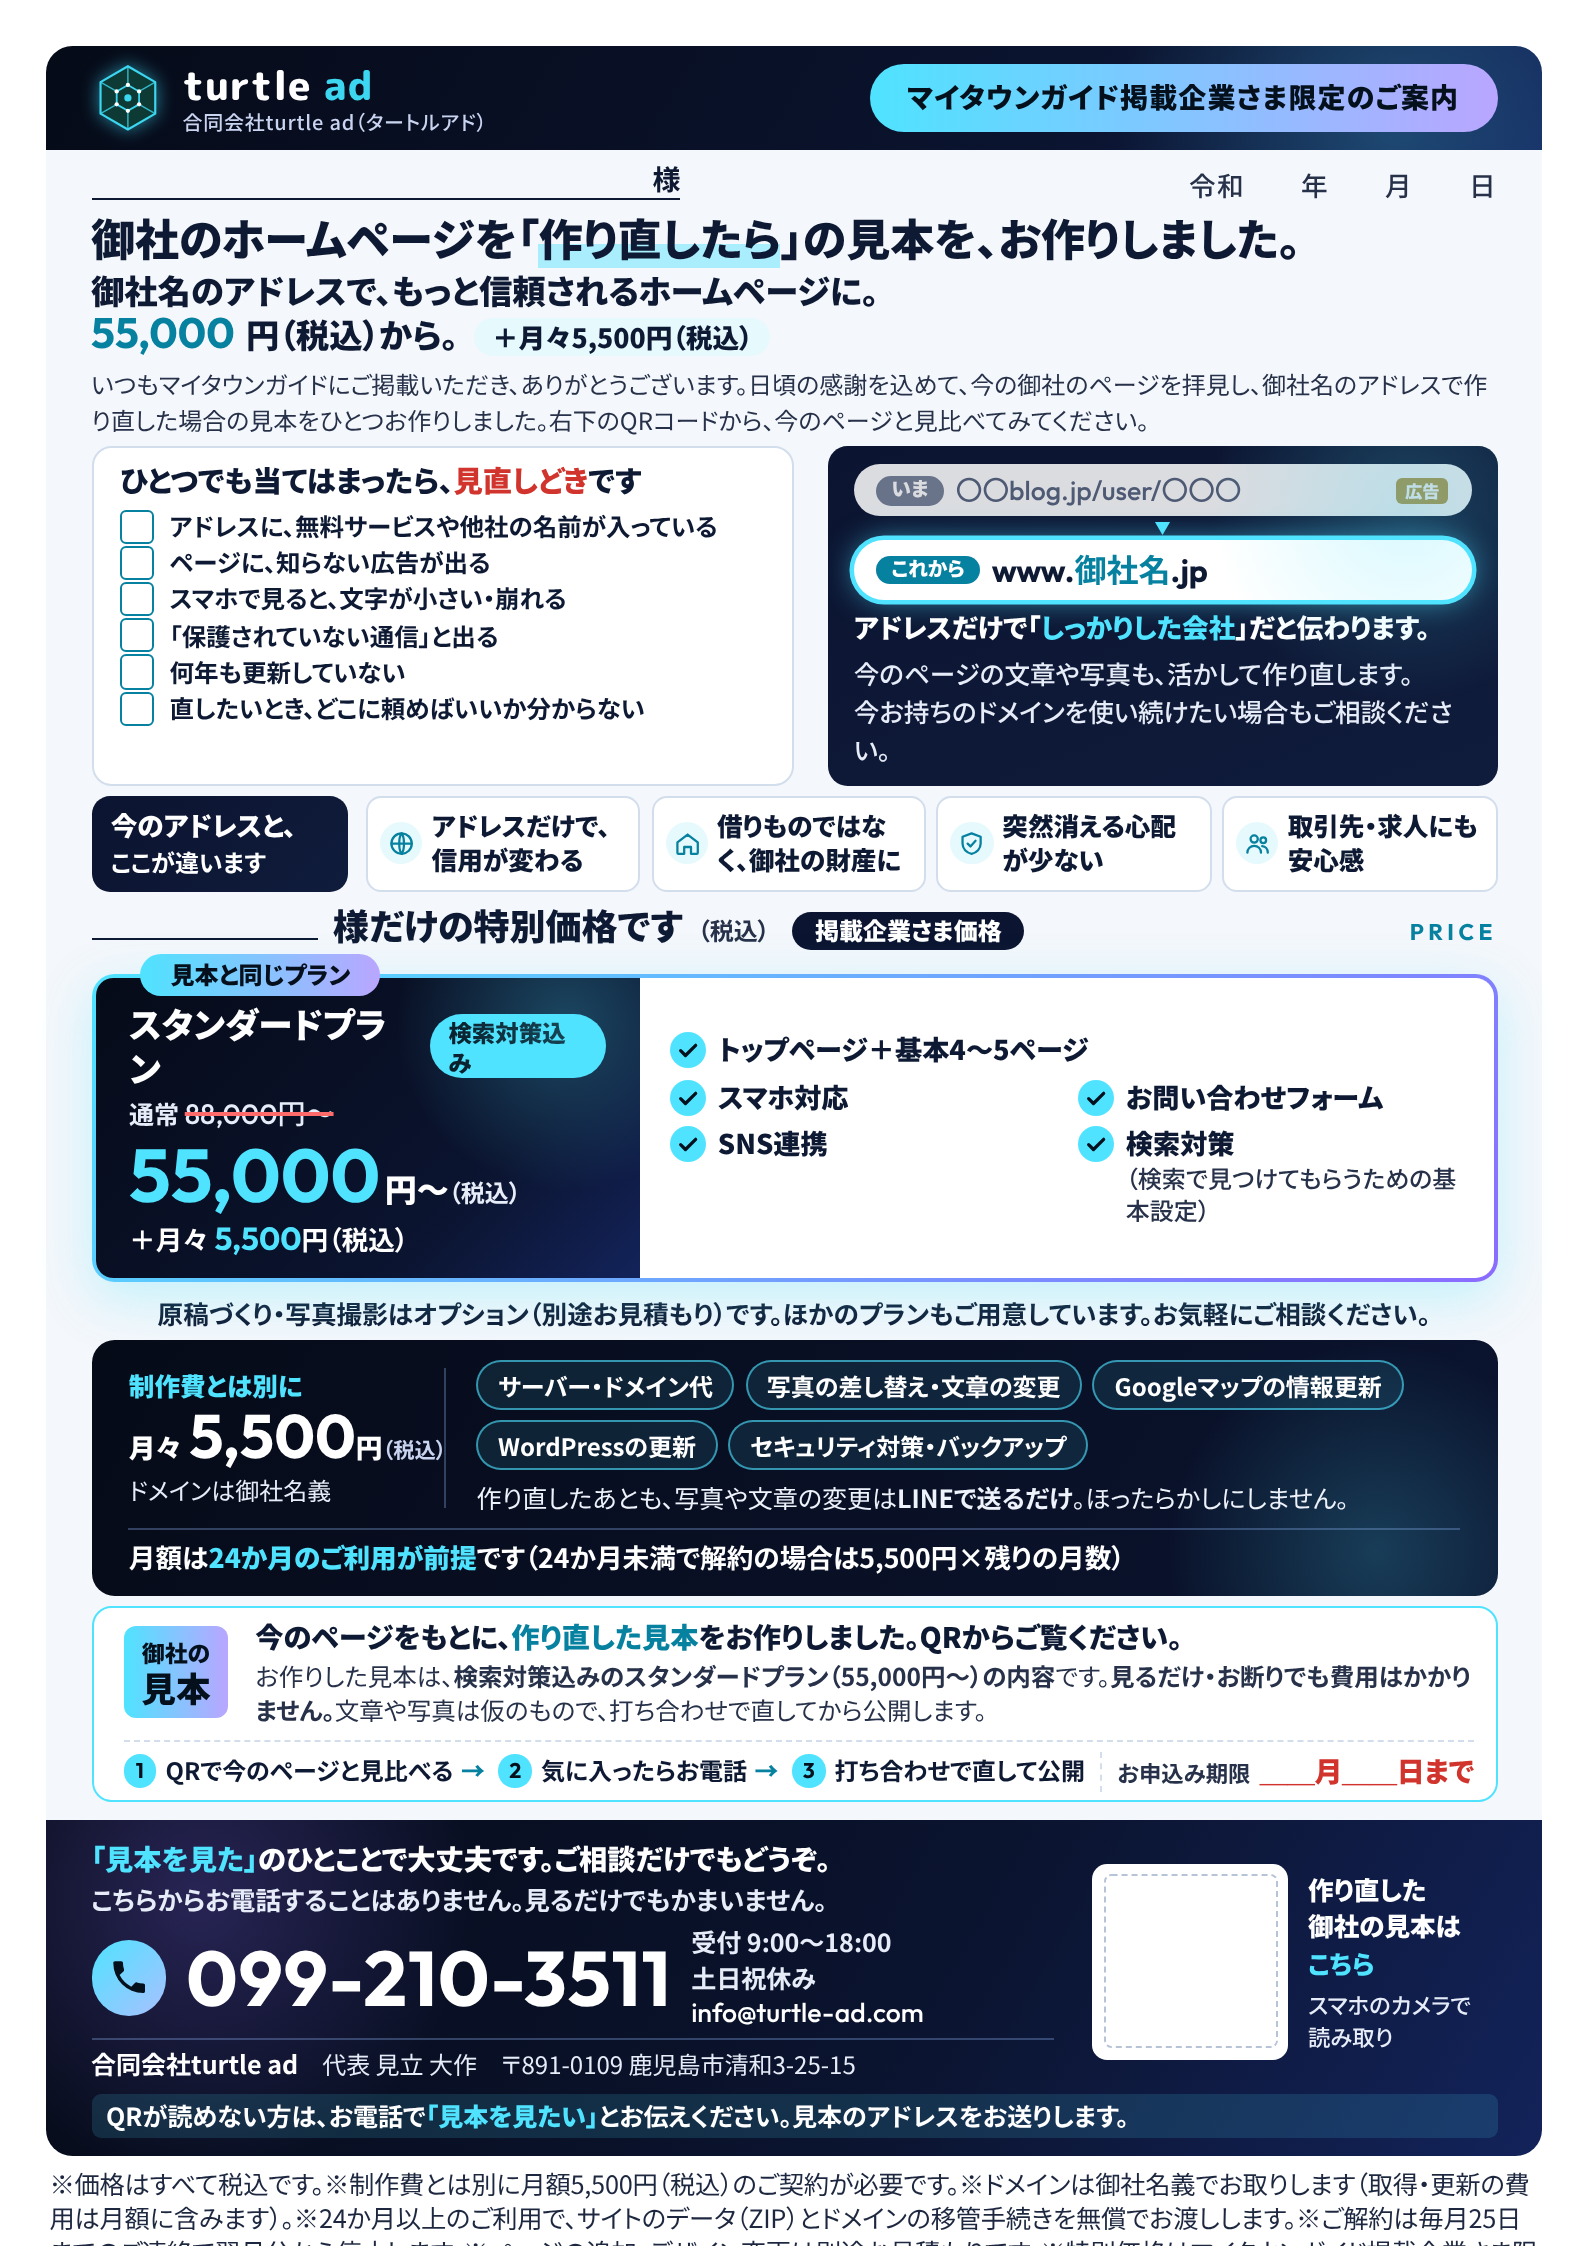 turtle ad
合同会社turtle ad（タートルアド）
マイタウンガイド掲載企業さま限定のご案内
様
令和 年 月 日
御社のホームページを「作り直したら」の見本を、お作りしました。
御社名のアドレスで、もっと信頼されるホームページに。
55,000 円（税込）から。 ＋月々5,500円（税込）
いつもマイタウンガイドにご掲載いただき、ありがとうございます。日頃の感謝を込めて、今の御社のページを拝見し、御社名のアドレスで作
り直した場合の見本をひとつお作りしました。右下のQRコードから、今のページと見比べてみてください。
ひとつでも当てはまったら、見直しどきです
アドレスに、無料サービスや他社の名前が入っている
ページに、知らない広告が出る
スマホで見ると、文字が小さい・崩れる
「保護されていない通信」と出る
何年も更新していない
直したいとき、どこに頼めばいいか分からない
いま 〇〇blog.jp/user/〇〇〇 広告
これから www.御社名.jp
アドレスだけで「しっかりした会社」だと伝わります。
今のページの文章や写真も、活かして作り直します。
今お持ちのドメインを使い続けたい場合もご相談くださ
い。
今のアドレスと、
ここが違います
アドレスだけで、
信用が変わる
借りものではな
く、御社の財産に
突然消える心配
が少ない
取引先・求人にも
安心感
様だけの特別価格です （税込） 掲載企業さま価格 PRICE
見本と同じプラン
スタンダードプラ
ン
検索対策込
み
通常 88,000円〜
55,000 円〜（税込）
＋月々 5,500円（税込）
トップページ＋基本4〜5ページ
スマホ対応
お問い合わせフォーム
SNS連携
検索対策
（検索で見つけてもらうための基
本設定）
原稿づくり・写真撮影はオプション（別途お見積もり）です。ほかのプランもご用意しています。お気軽にご相談ください。
制作費とは別に
月々 5,500円（税込）
ドメインは御社名義
サーバー・ドメイン代 写真の差し替え・文章の変更 Googleマップの情報更新
WordPressの更新 セキュリティ対策・バックアップ
作り直したあとも、写真や文章の変更はLINEで送るだけ。ほったらかしにしません。
月額は24か月のご利用が前提です（24か月未満で解約の場合は5,500円×残りの月数）
御社の
見本
今のページをもとに、作り直した見本をお作りしました。QRからご覧ください。
お作りした見本は、検索対策込みのスタンダードプラン（55,000円〜）の内容です。見るだけ・お断りでも費用はかかり
ません。文章や写真は仮のもので、打ち合わせで直してから公開します。
1 QRで今のページと見比べる → 2 気に入ったらお電話 → 3 打ち合わせで直して公開 お申込み期限 ____月____日まで
「見本を見た」のひとことで大丈夫です。ご相談だけでもどうぞ。
こちらからお電話することはありません。見るだけでもかまいません。
099-210-3511
受付 9:00〜18:00
土日祝休み
info@turtle-ad.com
合同会社turtle ad 代表 見立 大作 〒891-0109 鹿児島市清和3-25-15
作り直した
御社の見本は
こちら
スマホのカメラで
読み取り
QRが読めない方は、お電話で「見本を見たい」とお伝えください。見本のアドレスをお送りします。
※価格はすべて税込です。※制作費とは別に月額5,500円（税込）のご契約が必要です。※ドメインは御社名義でお取りします（取得・更新の費
用は月額に含みます）。※24か月以上のご利用で、サイトのデータ（ZIP）とドメインの移管手続きを無償でお渡しします。※ご解約は毎月25日